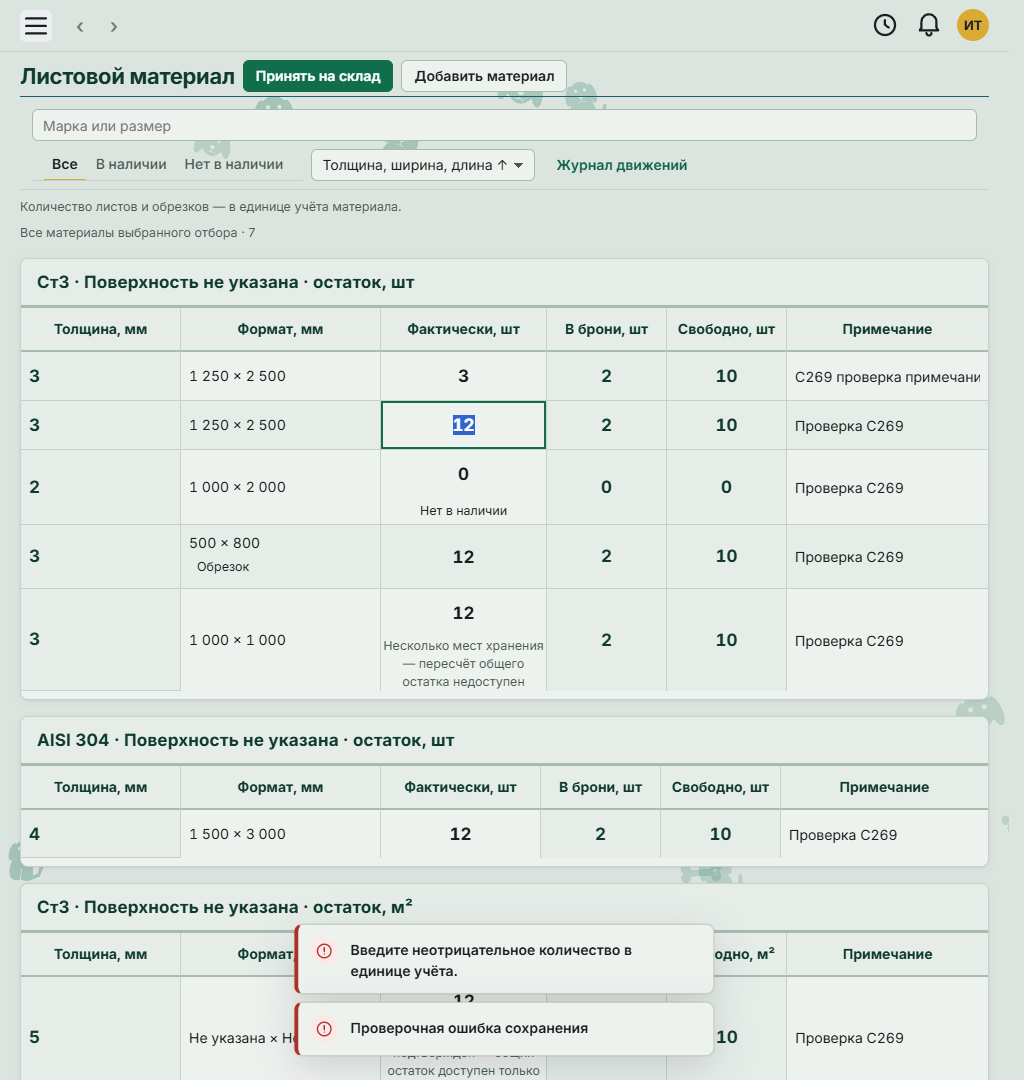 ИТ
Листовой материал
Принять на склад
Добавить материал
Марка или размер
Все
В наличии
Нет в наличии
Толщина, ширина, длина ↑
Журнал движений
Количество листов и обрезков — в единице учёта материала.
Все материалы выбранного отбора · 7
Ст3 · Поверхность не указана · остаток, шт
Толщина, мм Формат, мм Фактически, шт В брони, шт Свободно, шт Примечание
3 1 250 × 2 500 3 2 10 С269 проверка примечани
3 1 250 × 2 500 12 2 10 Проверка С269
2 1 000 × 2 000 0 0 0 Проверка С269
Нет в наличии
3 500 × 800 12 2 10 Проверка С269
Обрезок
3 1 000 × 1 000 12 2 10 Проверка С269
Несколько мест хранения
— пересчёт общего
остатка недоступен
AISI 304 · Поверхность не указана · остаток, шт
Толщина, мм Формат, мм Фактически, шт В брони, шт Свободно, шт Примечание
4 1 500 × 3 000 12 2 10 Проверка С269
Ст3 · Поверхность не указана · остаток, м²
Толщина, мм Формат, м² Примечание
Введите неотрицательное количество в
единице учёта.
12
5 Не указана × 10 Проверка С269
Проверочная ошибка сохранения
остаток доступен только